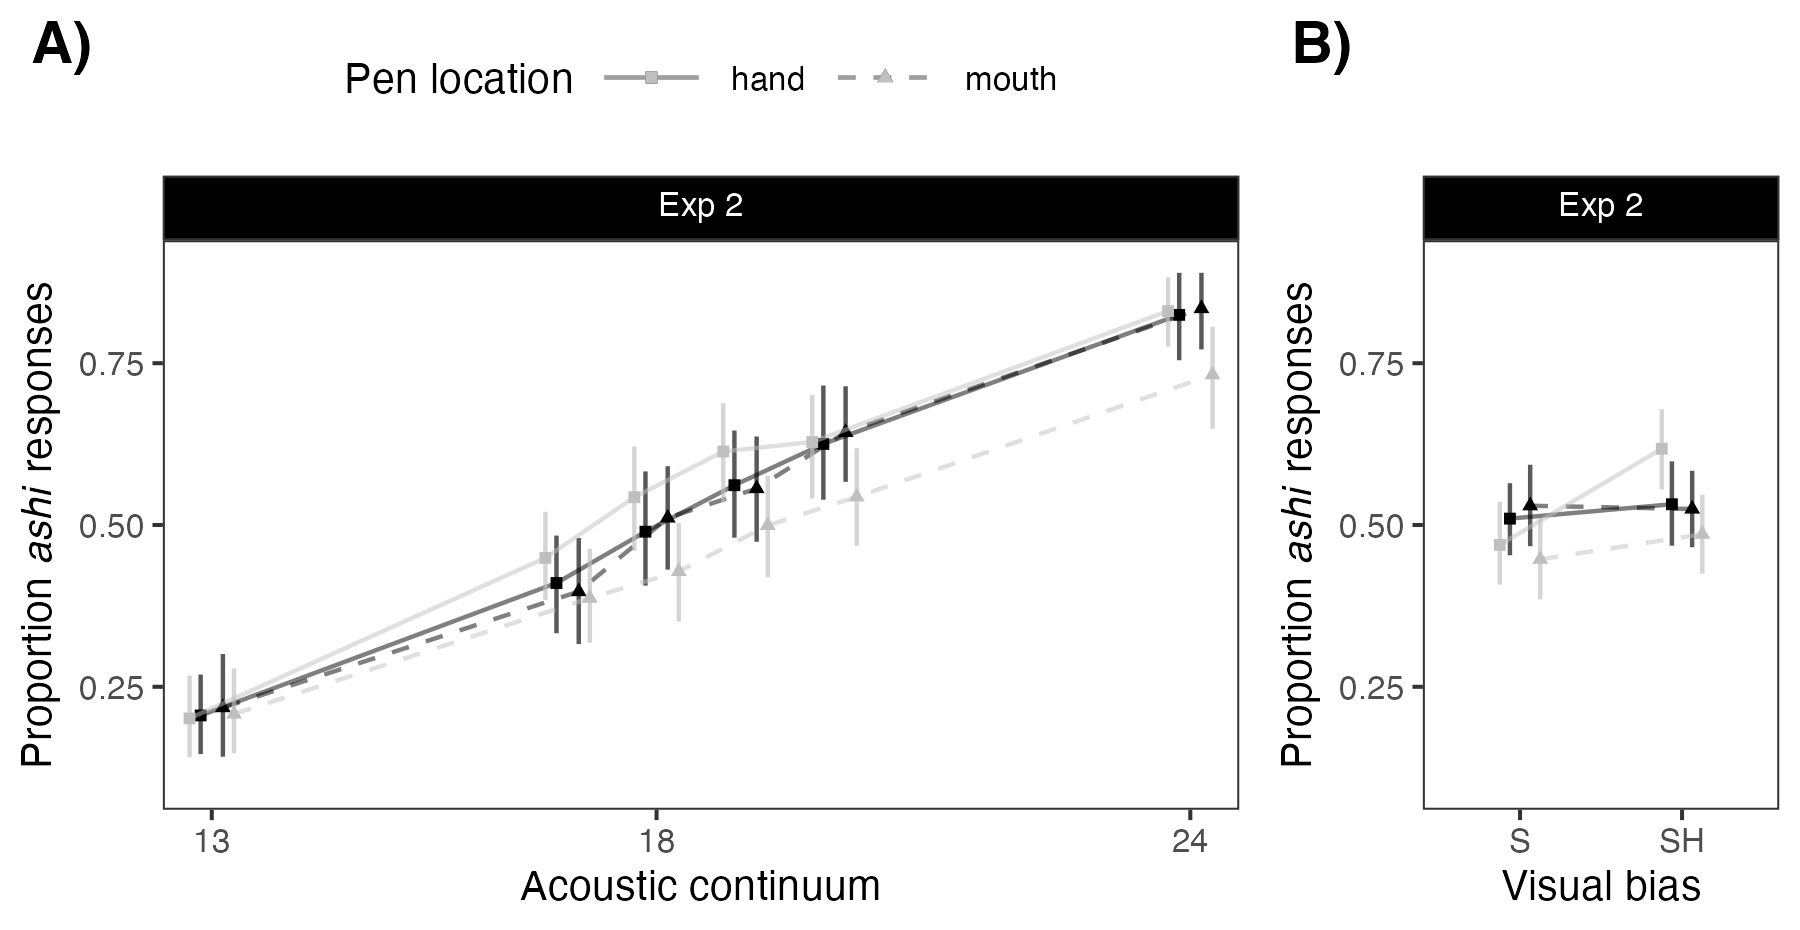 A)
Pen location hand mouth
Exp 2
Proportion ashi responses
0.75
0.50
0.25
13 18 24
Acoustic continuum
B)
Exp 2
Proportion ashi responses
0.75
0.50
0.25
S SH
Visual bias